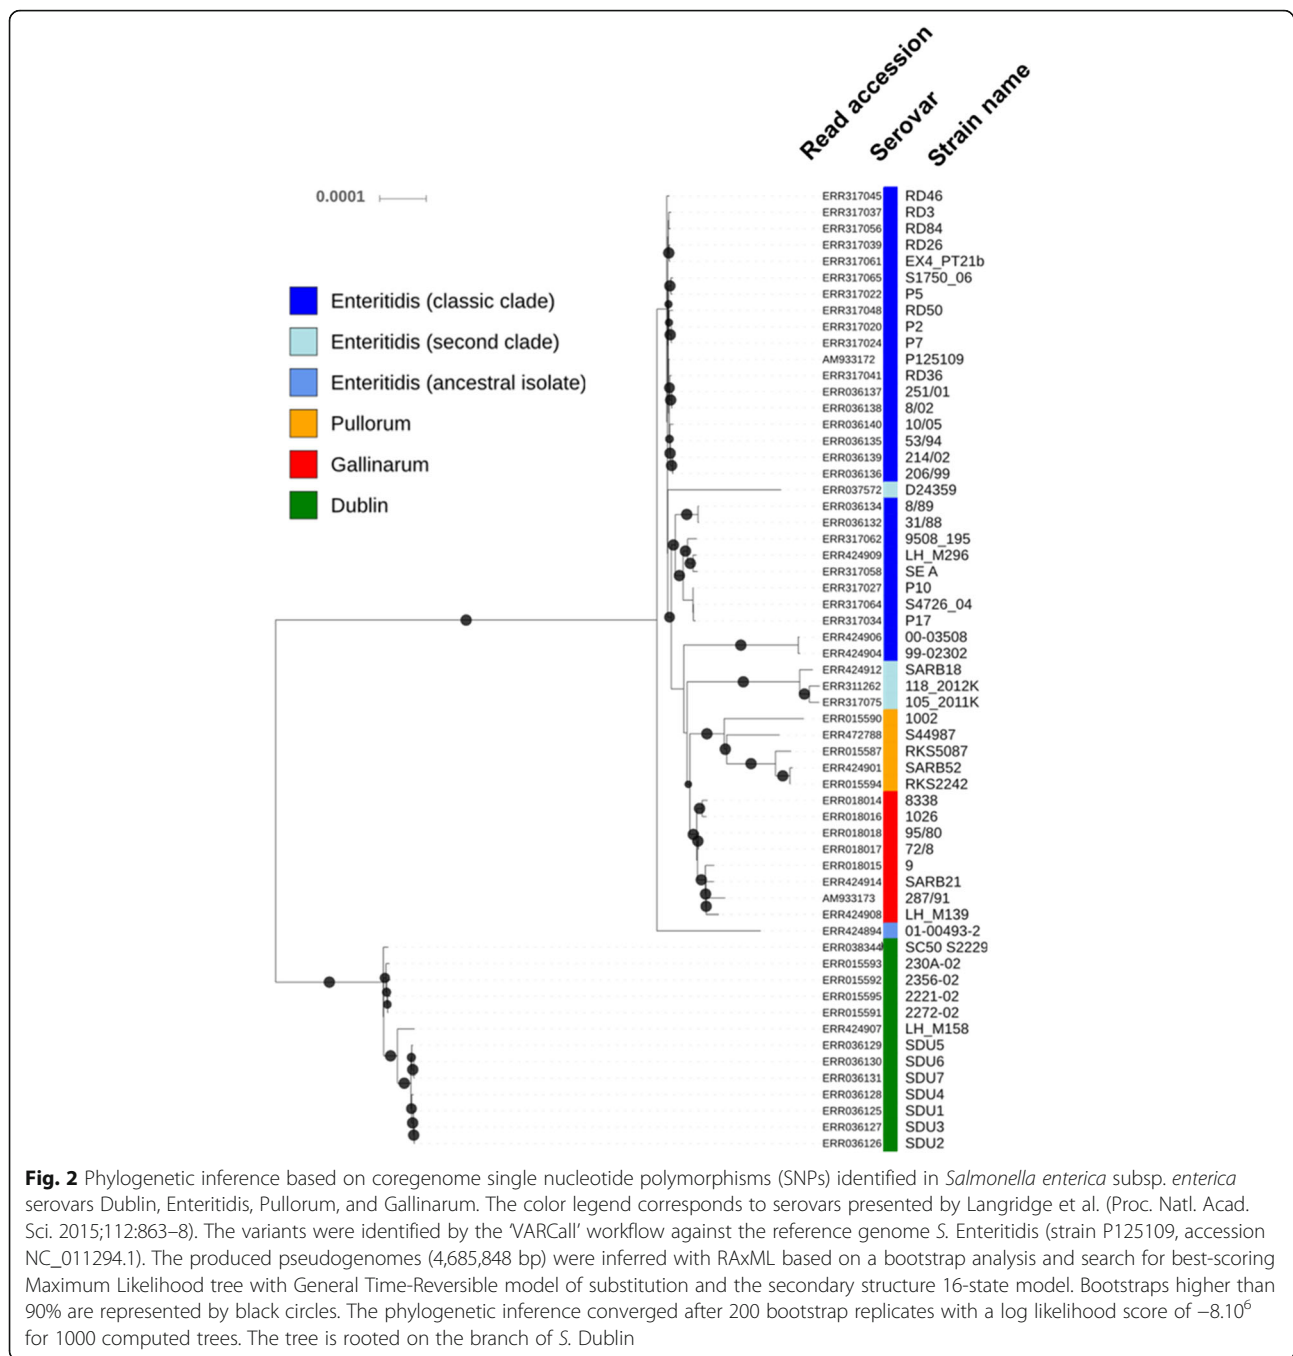 Read accession
Serovar
Strain name
0.0001
Enteritidis (classic clade)
Enteritidis (second clade)
Enteritidis (ancestral isolate)
Pullorum
Gallinarum
Dublin
ERR317045 RD46
ERR317037 RD3
ERR317056 RD84
ERR317039 RD26
ERR317061 EX4_PT21b
ERR317065 S1750_06
ERR317022 P5
ERR317048 RD50
ERR317020 P2
ERR317024 P7
AM933172 P125109
ERR317041 RD36
ERR036137 251/01
ERR036138 8/02
ERR036140 10/05
ERR036135 53/94
ERR036139 214/02
ERR036136 206/99
ERR037572 D24359
ERR036134 8/89
ERR036132 31/88
ERR317062 9508_195
ERR424909 LH_M296
ERR317058 SE A
ERR317027 P10
ERR317064 S4726_04
ERR317034 P17
ERR424906 00-03508
ERR424904 99-02302
ERR424912 SARB18
ERR311262 118_2012K
ERR317075 105_2011K
ERR015590 1002
ERR472788 S44987
ERR015587 RKS5087
ERR424901 SARB52
ERR015594 RKS2242
ERR018014 8338
ERR018016 1026
ERR018018 95/80
ERR018017 72/8
ERR018015 9
ERR424914 SARB21
AM933173 287/91
ERR424908 LH_M139
ERR424894 01-00493-2
ERR038344 SC50 S2229
ERR015593 230A-02
ERR015592 2356-02
ERR015595 2221-02
ERR015591 2272-02
ERR424907 LH_M158
ERR036129 SDU5
ERR036130 SDU6
ERR036131 SDU7
ERR036128 SDU4
ERR036125 SDU1
ERR036127 SDU3
ERR036126 SDU2
Fig. 2 Phylogenetic inference based on coregenome single nucleotide polymorphisms (SNPs) identified in Salmonella enterica subsp. enterica
serovars Dublin, Enteritidis, Pullorum, and Gallinarum. The color legend corresponds to serovars presented by Langridge et al. (Proc. Natl. Acad.
Sci. 2015;112:863–8). The variants were identified by the ‘VARCall’ workflow against the reference genome S. Enteritidis (strain P125109, accession
NC_011294.1). The produced pseudogenomes (4,685,848 bp) were inferred with RAxML based on a bootstrap analysis and search for best-scoring
Maximum Likelihood tree with General Time-Reversible model of substitution and the secondary structure 16-state model. Bootstraps higher than
90% are represented by black circles. The phylogenetic inference converged after 200 bootstrap replicates with a log likelihood score of −8.10⁶
for 1000 computed trees. The tree is rooted on the branch of S. Dublin